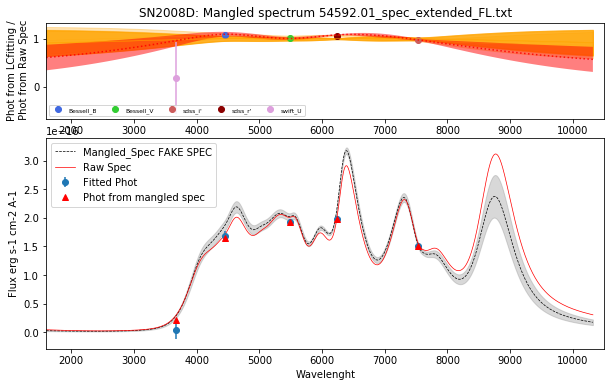 SN2008D: Mangled spectrum 54592.01_spec_extended_FL.txt
Phot from LCfitting /
Phot from Raw Spec
1
0
Bessell_B
Bessell_V
sdss_i'
sdss_r'
swift_U
2000 3000 4000 5000 6000 7000 8000 9000 10000
1e−16
Flux erg s-1 cm-2 A-1
3.0
2.5
2.0
1.5
1.0
0.5
0.0
Mangled_Spec FAKE SPEC
Raw Spec
Fitted Phot
Phot from mangled spec
2000 3000 4000 5000 6000 7000 8000 9000 10000
Wavelenght